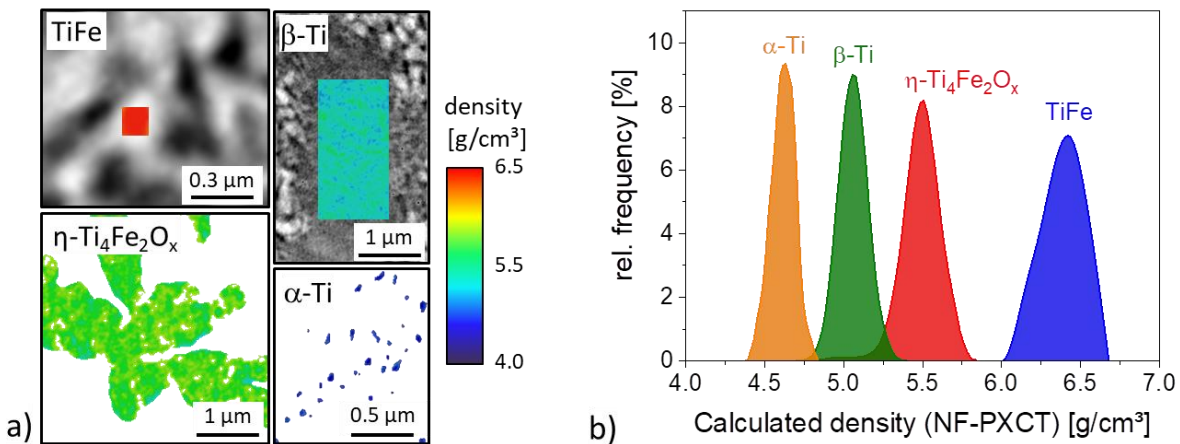 TiFe
0.3 µm
β-Ti
1 µm
η-Ti₄Fe₂Oₓ
1 µm
α-Ti
0.5 µm
density
[g/cm³]
6.5
5.5
4.0
a)
rel. frequency [%]
10
8
6
4
2
0
α-Ti
β-Ti
η-Ti₄Fe₂Oₓ
TiFe
4.0 4.5 5.0 5.5 6.0 6.5 7.0
Calculated density (NF-PXCT) [g/cm³]
b)